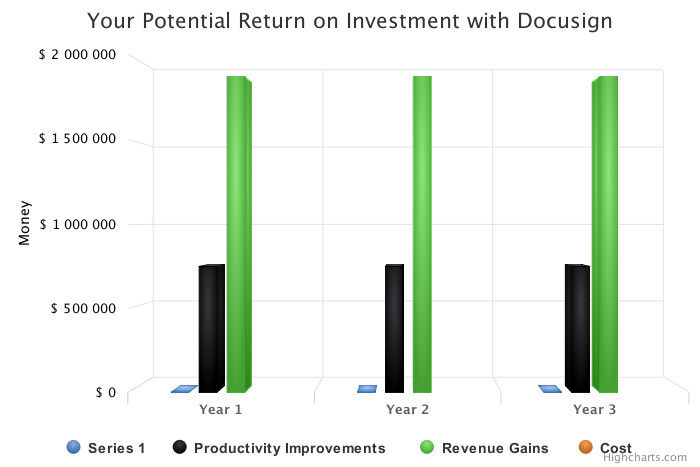 Your Potential Return on Investment with Docusign
$ 2 000 000
$ 1 500 000
$ 1 000 000
$ 500 000
$ 0
Money
Year 1
Year 2
Year 3
Series 1
Productivity Improvements
Revenue Gains
Cost
Highcharts.com